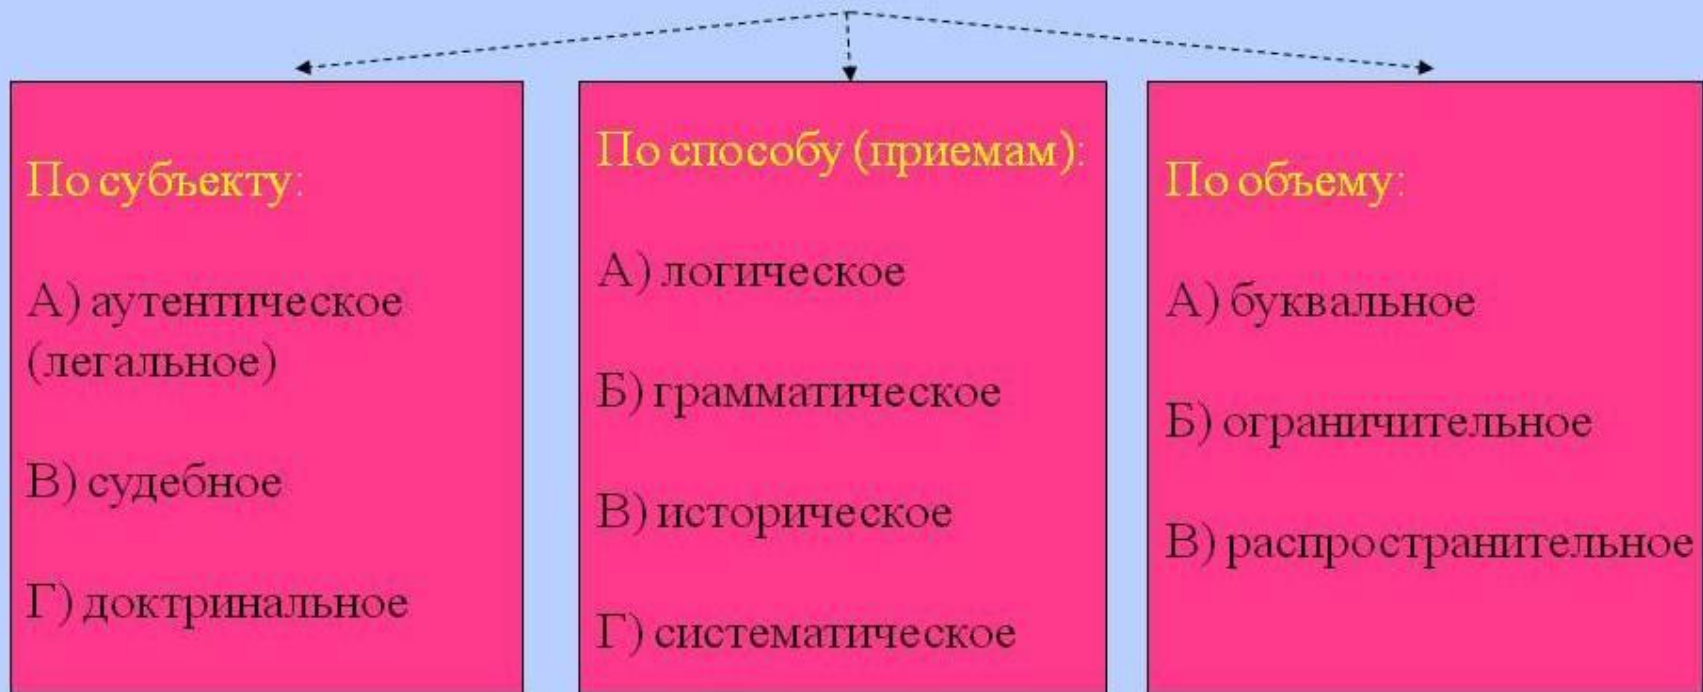 По субъекту:
А) аутентическое
(легальное)
В) судебное
Г) доктринальное
По способу (приемам):
А) логическое
Б) грамматическое
В) историческое
Г) систематическое
По объему:
А) буквальное
Б) ограничительное
В) распространительное